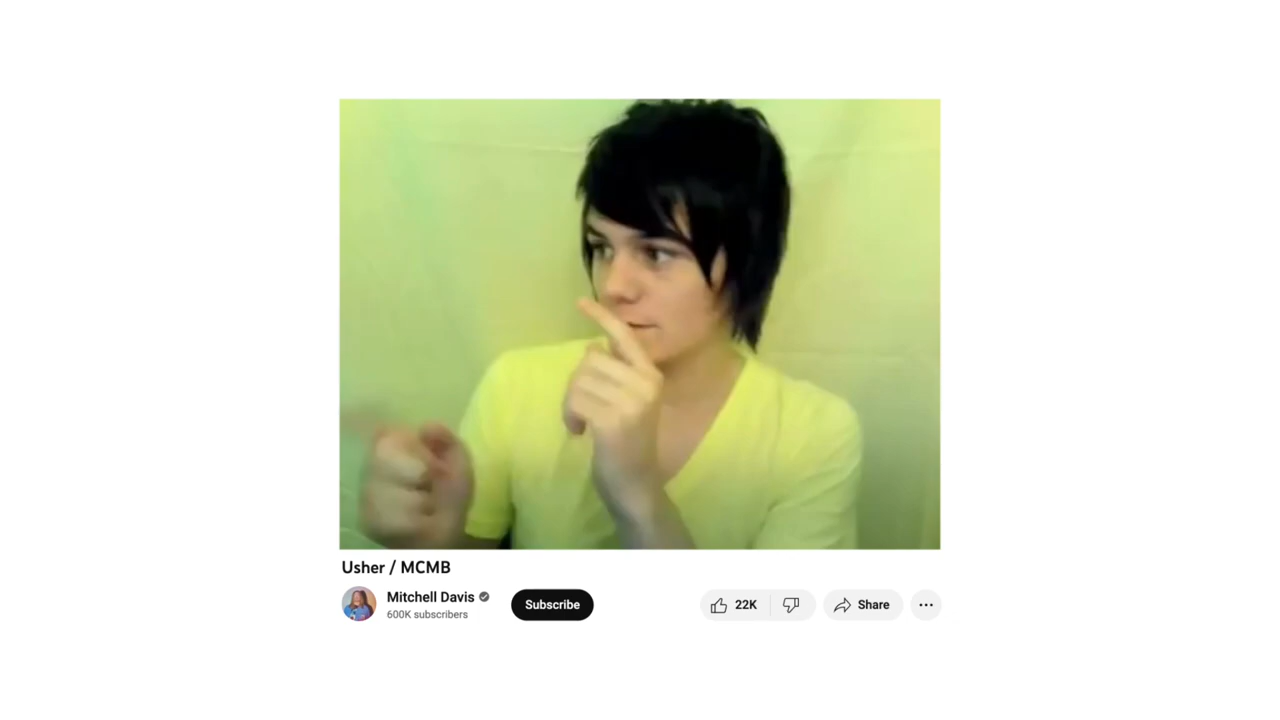 Usher / MCMB
Mitchell Davis
600K subscribers
Subscribe
22K
Share